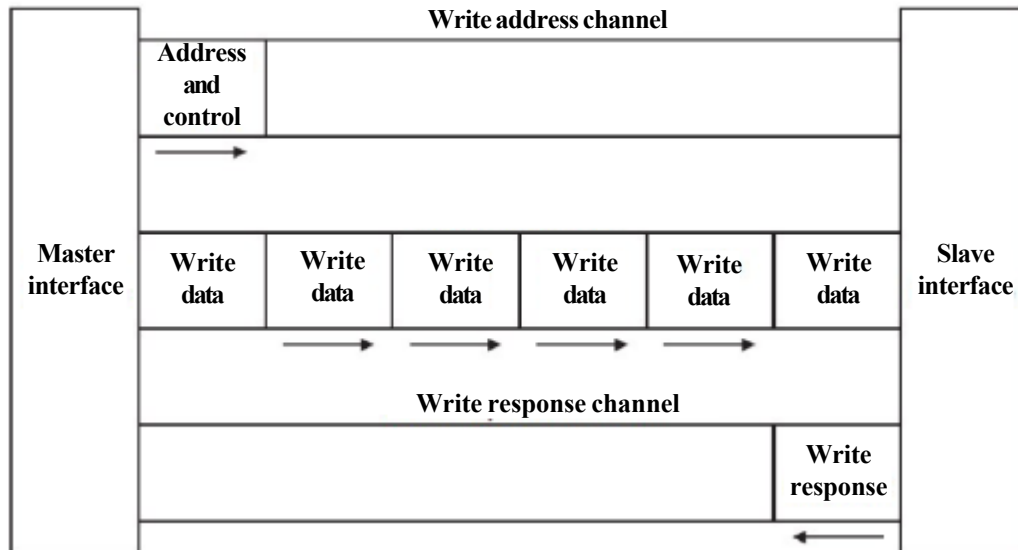 Write address channel
Address
and
control
Master
interface
Write
data
Write
data
Write
data
Write
data
Write
data
Write
data
Slave
interface
Write response channel
Write
response